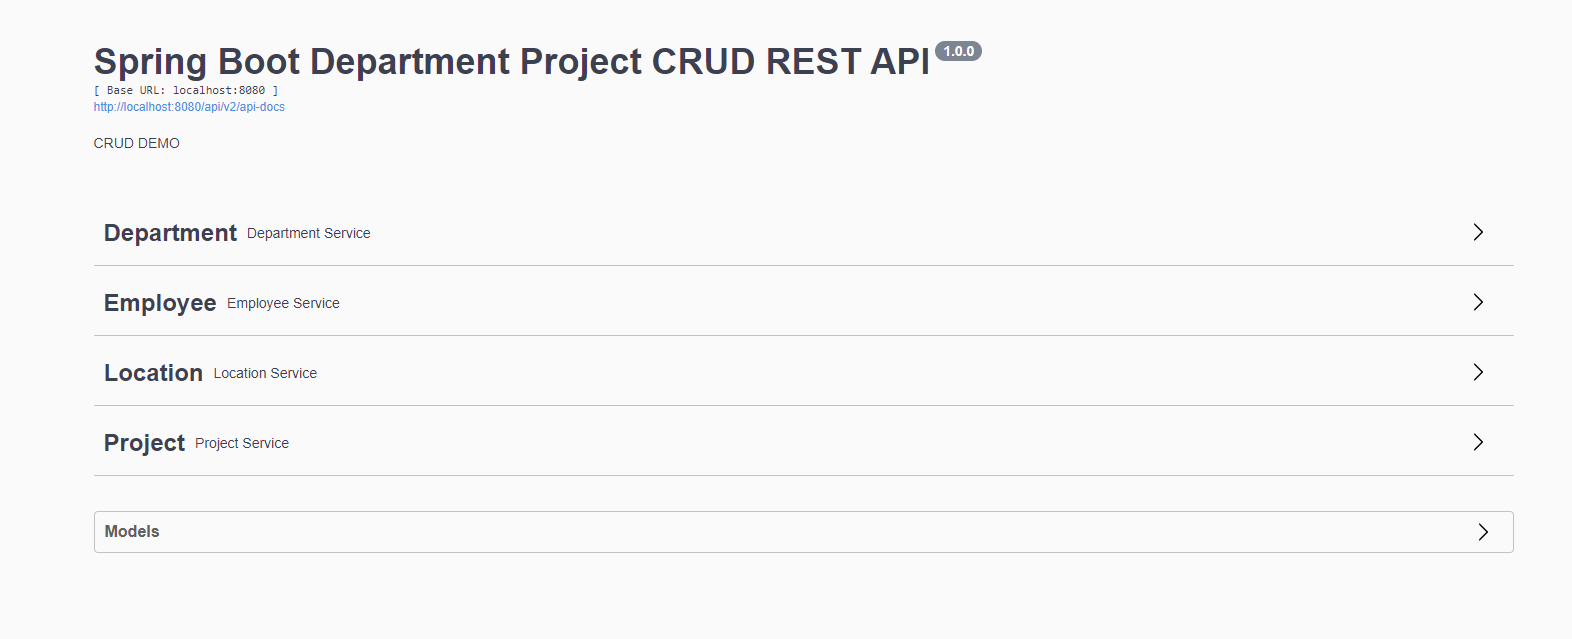 Spring Boot Department Project CRUD REST API 1.0.0
[ Base URL: localhost:8080 ]
http://localhost:8080/api/v2/api-docs
CRUD DEMO
Department Department Service
Employee Employee Service
Location Location Service
Project Project Service
Models